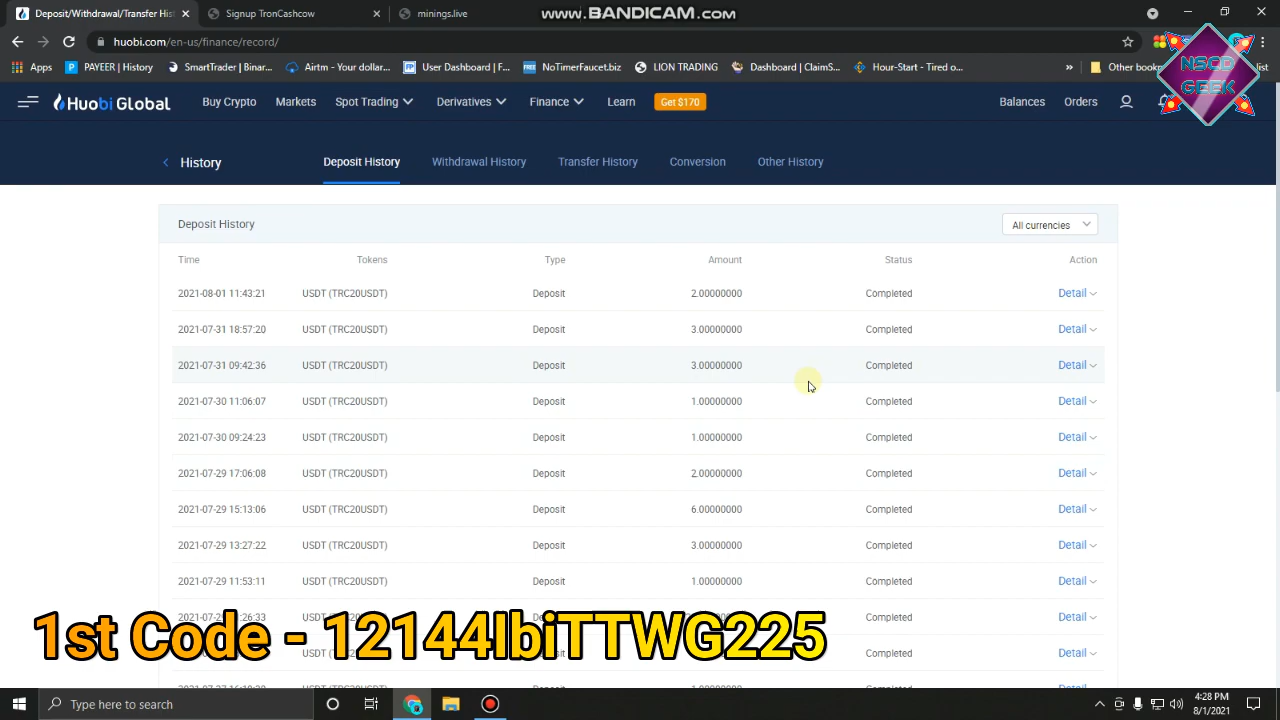 Deposit/Withdrawal/Transfer Hist
Signup TronCashcow
minings.live
www.BANDICAM.com
huobi.com/en-us/finance/record/
Apps
PAYEER | History
SmartTrader | Binar...
Airtm - Your dollar...
User Dashboard | F...
NoTimerFaucet.biz
LION TRADING
Dashboard | ClaimS...
Hour-Start - Tired o...
»
Other book
list
NSCD
GEEK
Huobi Global
Buy Crypto
Markets
Spot Trading
Derivatives
Finance
Learn
Get $170
Balances
Orders
History
Deposit History
Withdrawal History
Transfer History
Conversion
Other History
Deposit History
All currencies
Time Tokens Type Amount Status Action
2021-08-01 11:43:21 USDT (TRC20USDT) Deposit 2.00000000 Completed Detail
2021-07-31 18:57:20 USDT (TRC20USDT) Deposit 3.00000000 Completed Detail
2021-07-31 09:42:36 USDT (TRC20USDT) Deposit 3.00000000 Completed Detail
2021-07-30 11:06:07 USDT (TRC20USDT) Deposit 1.00000000 Completed Detail
2021-07-30 09:24:23 USDT (TRC20USDT) Deposit 1.00000000 Completed Detail
2021-07-29 17:06:08 USDT (TRC20USDT) Deposit 2.00000000 Completed Detail
2021-07-29 15:13:06 USDT (TRC20USDT) Deposit 6.00000000 Completed Detail
2021-07-29 13:27:22 USDT (TRC20USDT) Deposit 3.00000000 Completed Detail
2021-07-29 11:53:11 USDT (TRC20USDT) Deposit 1.00000000 Completed Detail
Completed Detail
1st Code - 12144IbiTTWG225
Completed Detail
Type here to search
4:28 PM
8/1/2021